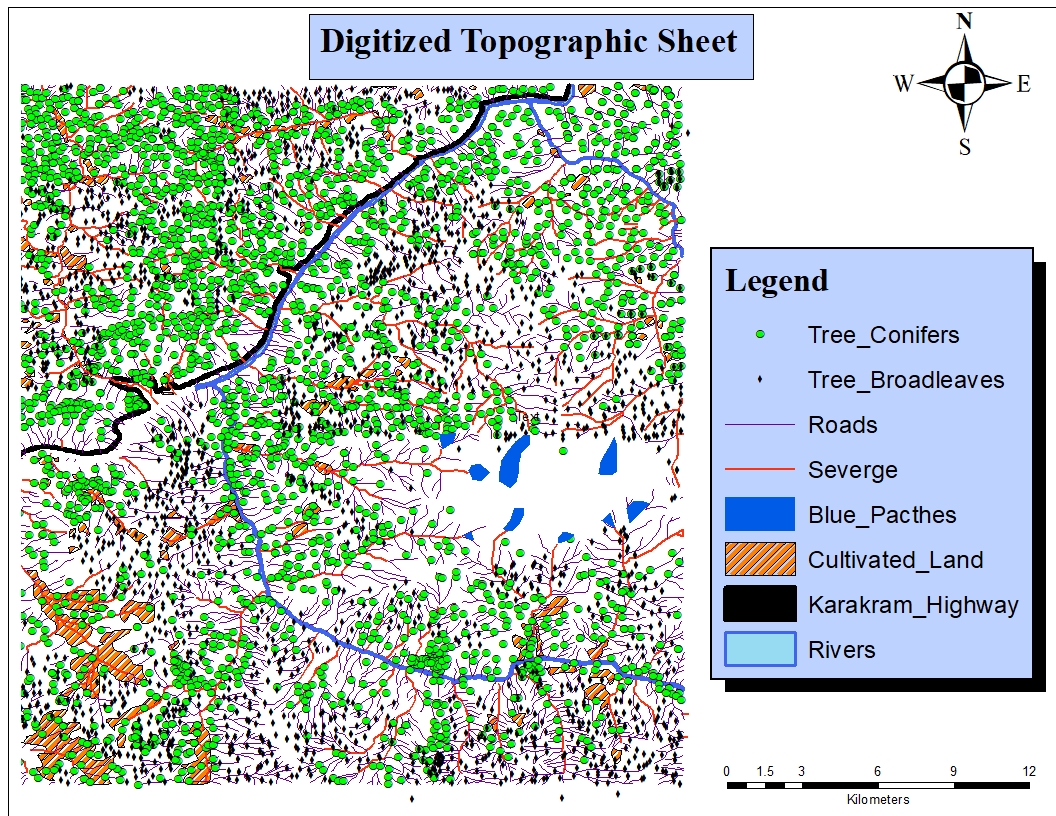 Digitized Topographic Sheet
N
W E
S
Legend
Tree_Conifers
Tree_Broadleaves
Roads
Severge
Blue_Pacthes
Cultivated_Land
Karakram_Highway
Rivers
0 1.5 3 6 9 12
Kilometers